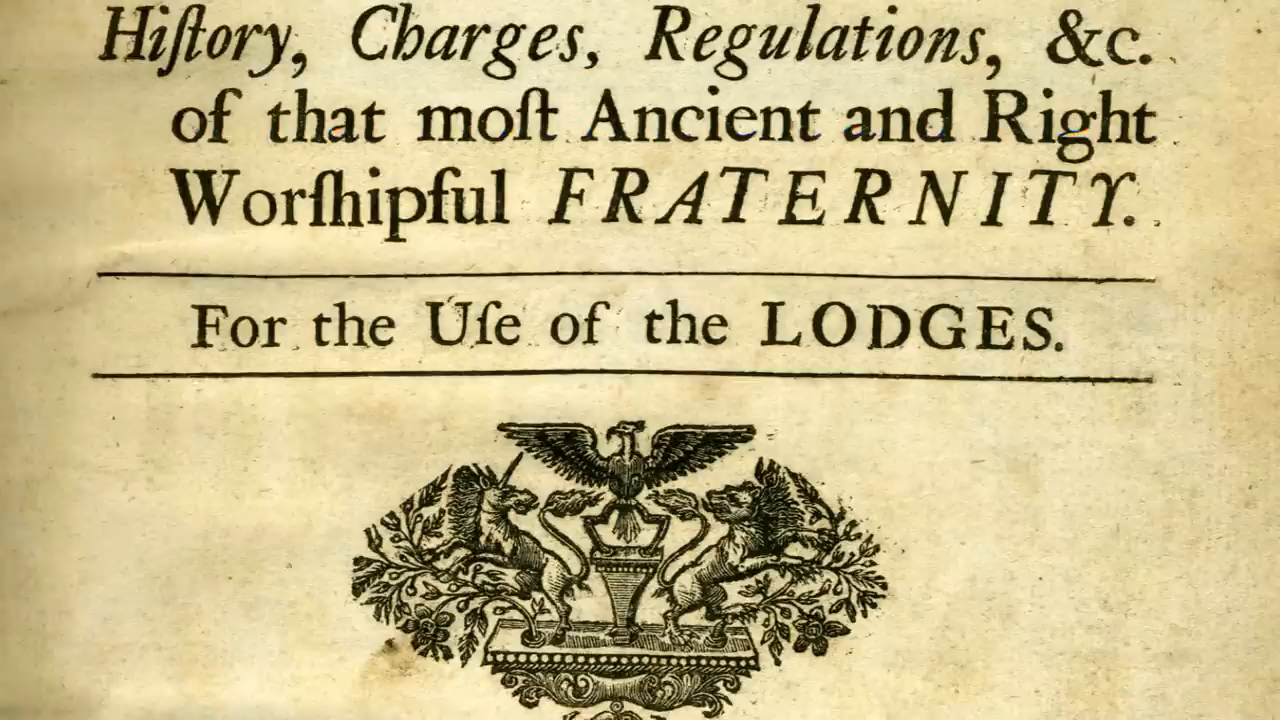 Hiſtory, Charges, Regulations, &c.
of that moſt Ancient and Right
Worſhipful FRATERNITY.
For the Uſe of the LODGES.